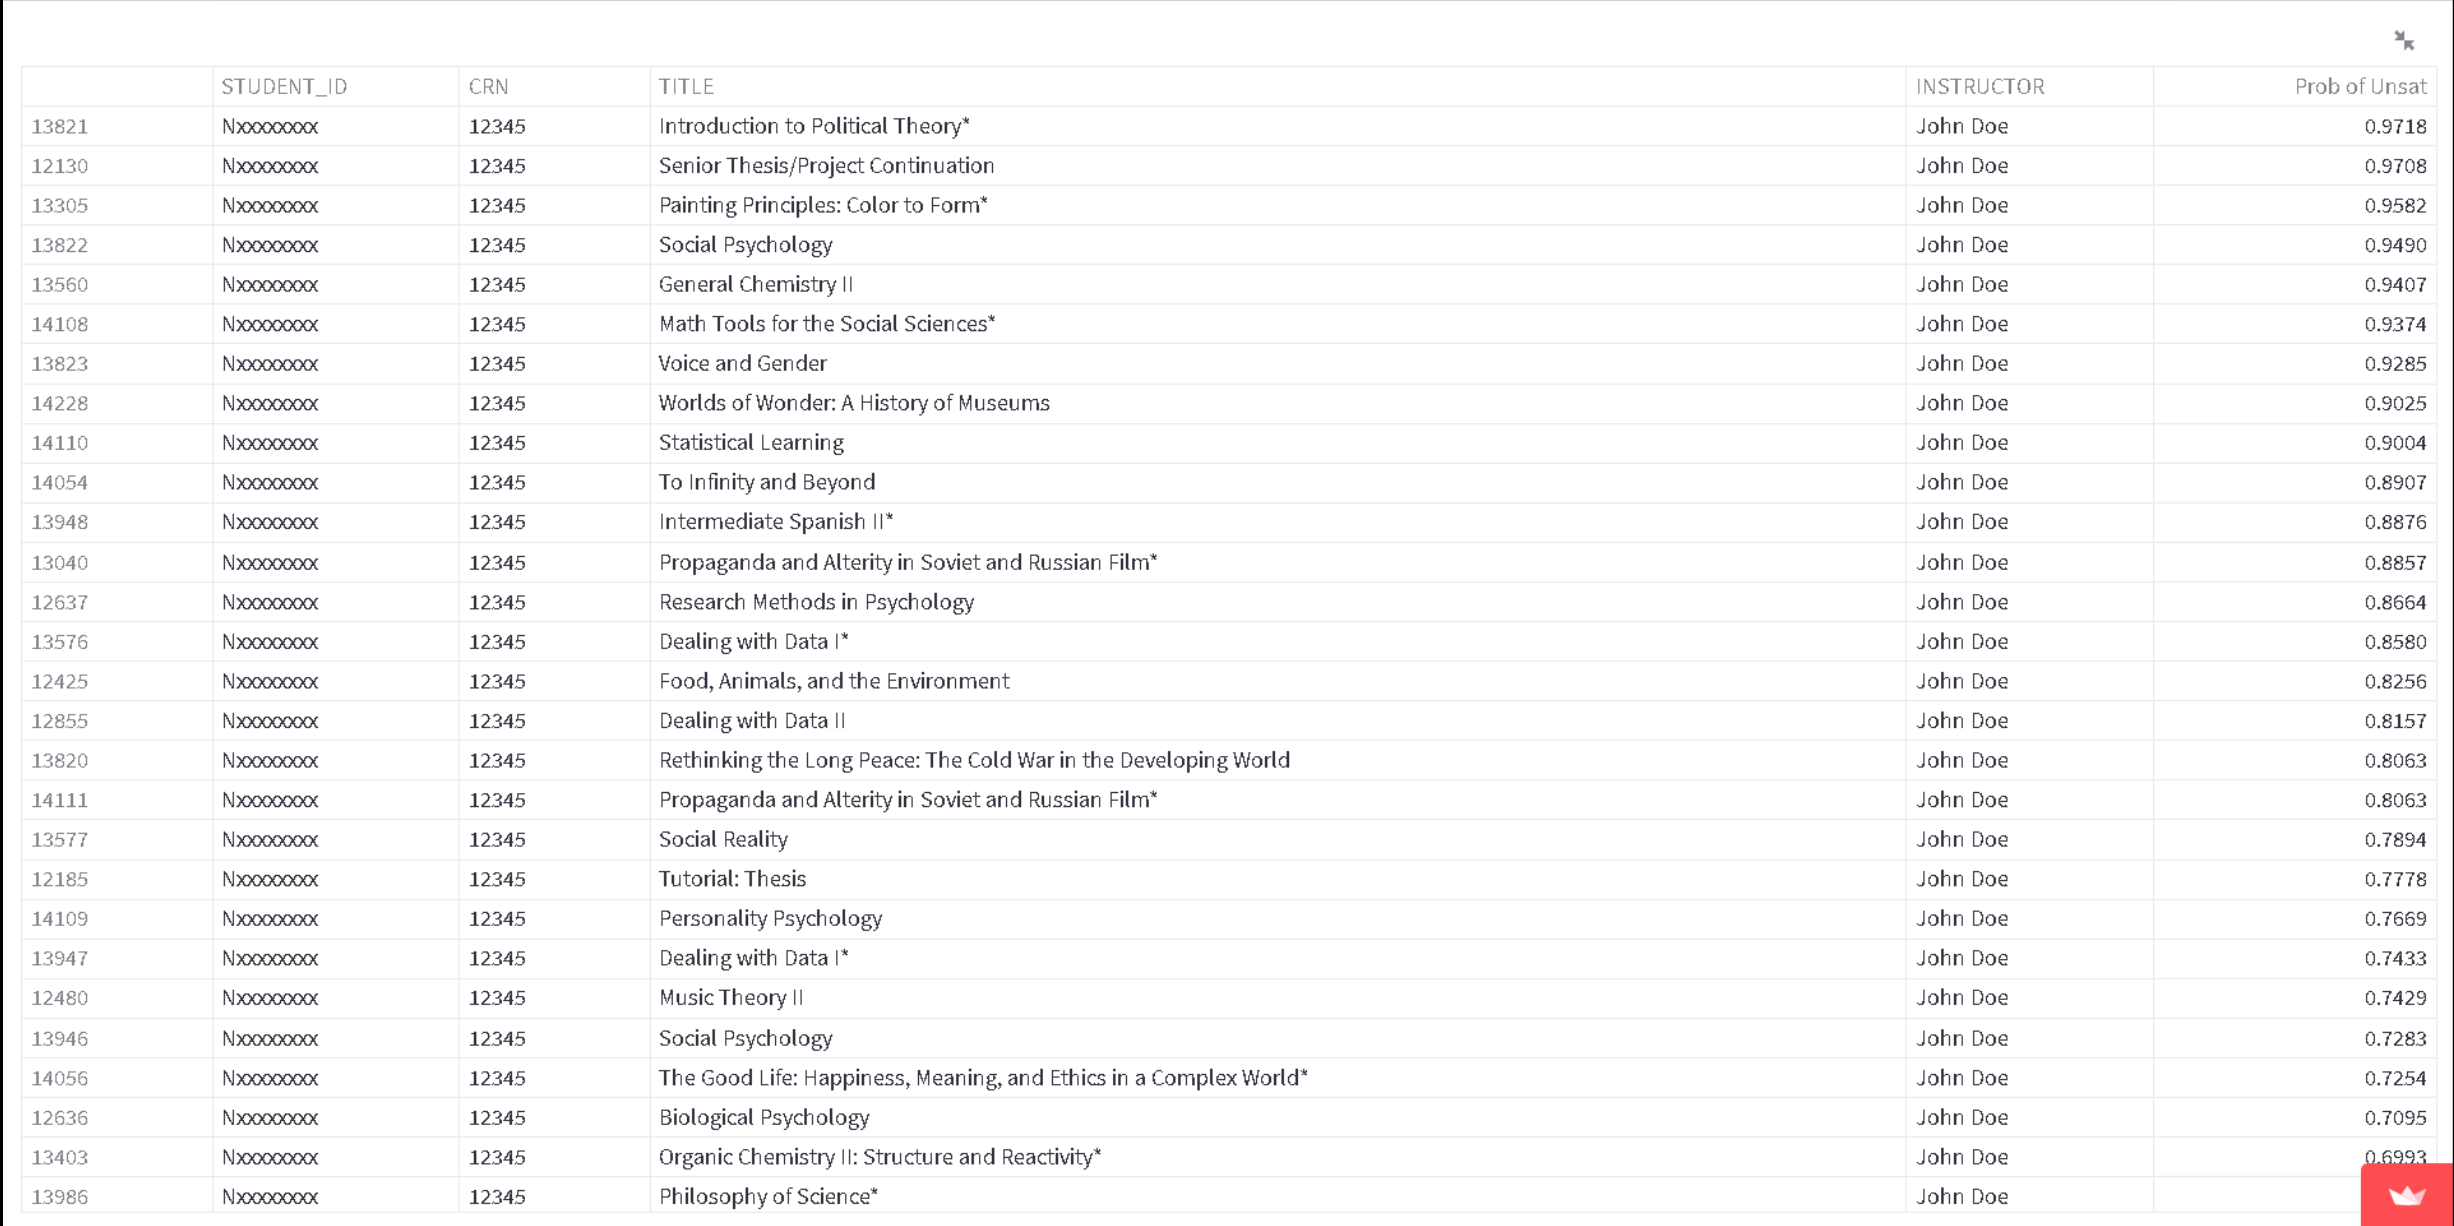 STUDENT_ID CRN TITLE INSTRUCTOR Prob of Unsat
13821 Nxxxxxxxx 12345 Introduction to Political Theory* John Doe 0.9718
12130 Nxxxxxxxx 12345 Senior Thesis/Project Continuation John Doe 0.9708
13305 Nxxxxxxxx 12345 Painting Principles: Color to Form* John Doe 0.9582
13822 Nxxxxxxxx 12345 Social Psychology John Doe 0.9490
13560 Nxxxxxxxx 12345 General Chemistry II John Doe 0.9407
14108 Nxxxxxxxx 12345 Math Tools for the Social Sciences* John Doe 0.9374
13823 Nxxxxxxxx 12345 Voice and Gender John Doe 0.9285
14228 Nxxxxxxxx 12345 Worlds of Wonder: A History of Museums John Doe 0.9025
14110 Nxxxxxxxx 12345 Statistical Learning John Doe 0.9004
14054 Nxxxxxxxx 12345 To Infinity and Beyond John Doe 0.8907
13948 Nxxxxxxxx 12345 Intermediate Spanish II* John Doe 0.8876
13040 Nxxxxxxxx 12345 Propaganda and Alterity in Soviet and Russian Film* John Doe 0.8857
12637 Nxxxxxxxx 12345 Research Methods in Psychology John Doe 0.8664
13576 Nxxxxxxxx 12345 Dealing with Data I* John Doe 0.8580
12425 Nxxxxxxxx 12345 Food, Animals, and the Environment John Doe 0.8256
12855 Nxxxxxxxx 12345 Dealing with Data II John Doe 0.8157
13820 Nxxxxxxxx 12345 Rethinking the Long Peace: The Cold War in the Developing World John Doe 0.8063
14111 Nxxxxxxxx 12345 Propaganda and Alterity in Soviet and Russian Film* John Doe 0.8063
13577 Nxxxxxxxx 12345 Social Reality John Doe 0.7894
12185 Nxxxxxxxx 12345 Tutorial: Thesis John Doe 0.7778
14109 Nxxxxxxxx 12345 Personality Psychology John Doe 0.7669
13947 Nxxxxxxxx 12345 Dealing with Data I* John Doe 0.7433
12480 Nxxxxxxxx 12345 Music Theory II John Doe 0.7429
13946 Nxxxxxxxx 12345 Social Psychology John Doe 0.7283
14056 Nxxxxxxxx 12345 The Good Life: Happiness, Meaning, and Ethics in a Complex World* John Doe 0.7254
12636 Nxxxxxxxx 12345 Biological Psychology John Doe 0.7095
13403 Nxxxxxxxx 12345 Organic Chemistry II: Structure and Reactivity* John Doe 0.6993
13986 Nxxxxxxxx 12345 Philosophy of Science* John Doe